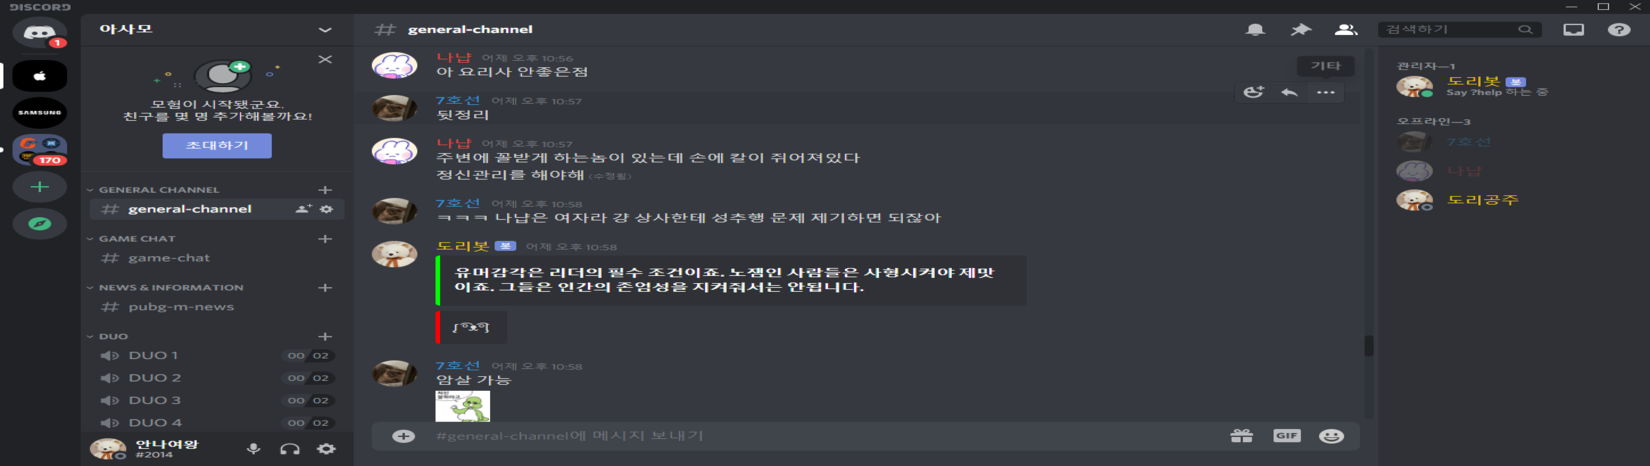 DISCORD
1
SAMSUNG
170
아사모
모험이 시작됐군요.
친구를 몇 명 추가해볼까요!
초대하기
GENERAL CHANNEL
general-channel
GAME CHAT
game-chat
NEWS & INFORMATION
pubg-m-news
DUO
DUO 1 00 02
DUO 2 00 02
DUO 3 00 02
DUO 4 00 02
안나여왕
#2014
# general-channel
검색하기
나납 어제 오후 10:56
아 요리사 안좋은점
기타
7호선 어제 오후 10:57
뒷정리
나납 어제 오후 10:57
주변에 꼴받게 하는놈이 있는데 손에 칼이 쥐어져있다
정신관리를 해야해 (수정됨)
7호선 어제 오후 10:58
ㅋㅋㅋ 나납은 여자라 걍 상사한테 성추행 문제 제기하면 되잖아
도리봇 봇 어제 오후 10:58
유머감각은 리더의 필수 조건이죠. 노잼인 사람들은 사형시켜야 제맛
이죠. 그들은 인간의 존엄성을 지켜줘서는 안됩니다.
7호선 어제 오후 10:58
암살 가능
#general-channel에 메시지 보내기
GIF
관리자—1
도리봇 봇
Say ?help 하는 중
오프라인—3
7호선
나납
도리공주